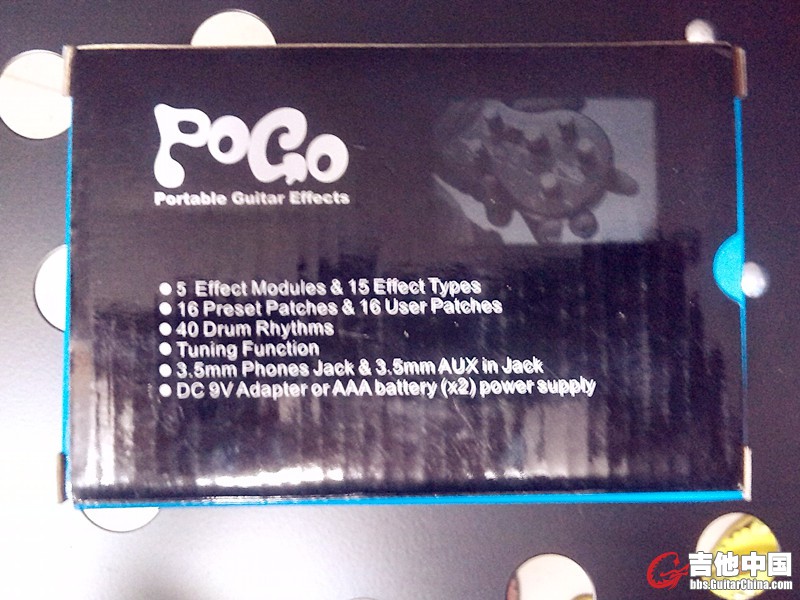 PoGo
Portable Guitar Effects
● 5 Effect Modules & 15 Effect Types
● 16 Preset Patches & 16 User Patches
● 40 Drum Rhythms
● Tuning Function
● 3.5mm Phones Jack & 3.5mm AUX in Jack
● DC 9V Adapter or AAA battery (x2) power supply
吉他中国
bbs.GuitarChina.com